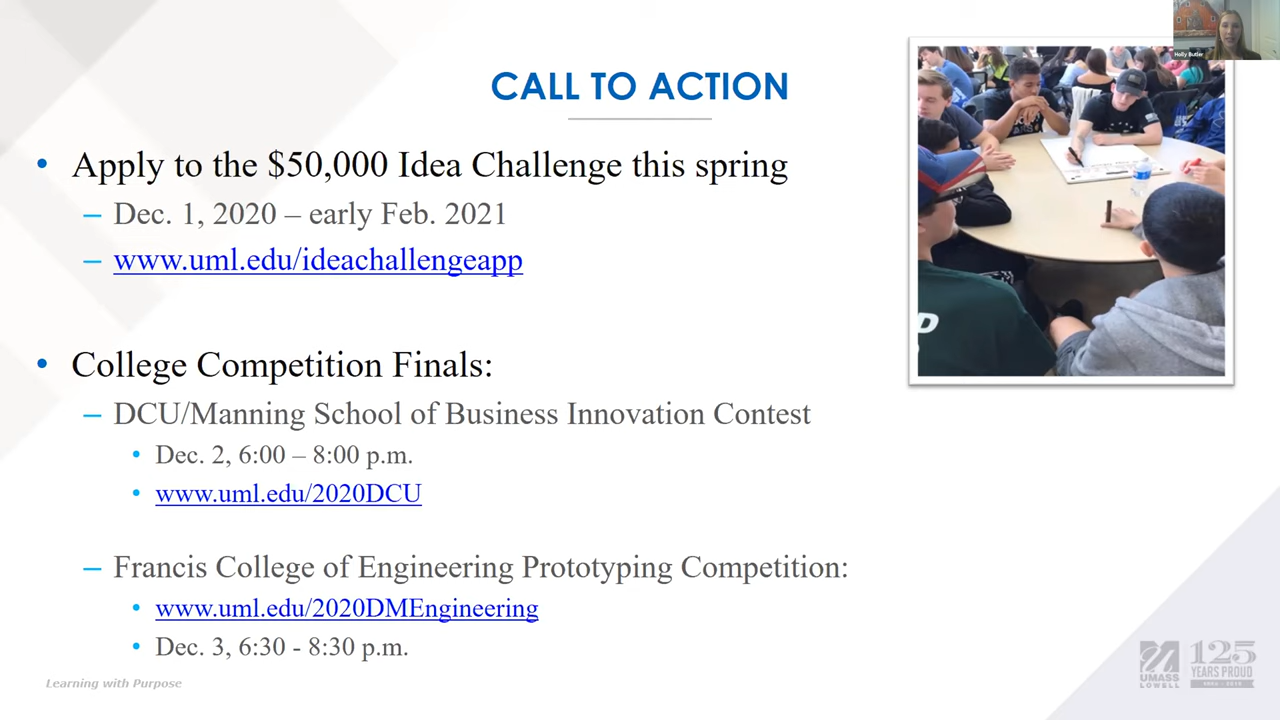 Holly Butler
CALL TO ACTION
• Apply to the $50,000 Idea Challenge this spring
– Dec. 1, 2020 – early Feb. 2021
– www.uml.edu/ideachallengeapp
• College Competition Finals:
– DCU/Manning School of Business Innovation Contest
• Dec. 2, 6:00 – 8:00 p.m.
• www.uml.edu/2020DCU
– Francis College of Engineering Prototyping Competition:
• www.uml.edu/2020DMEngineering
• Dec. 3, 6:30 - 8:30 p.m.
Learning with Purpose
UMASS
LOWELL
125
YEARS PROUD